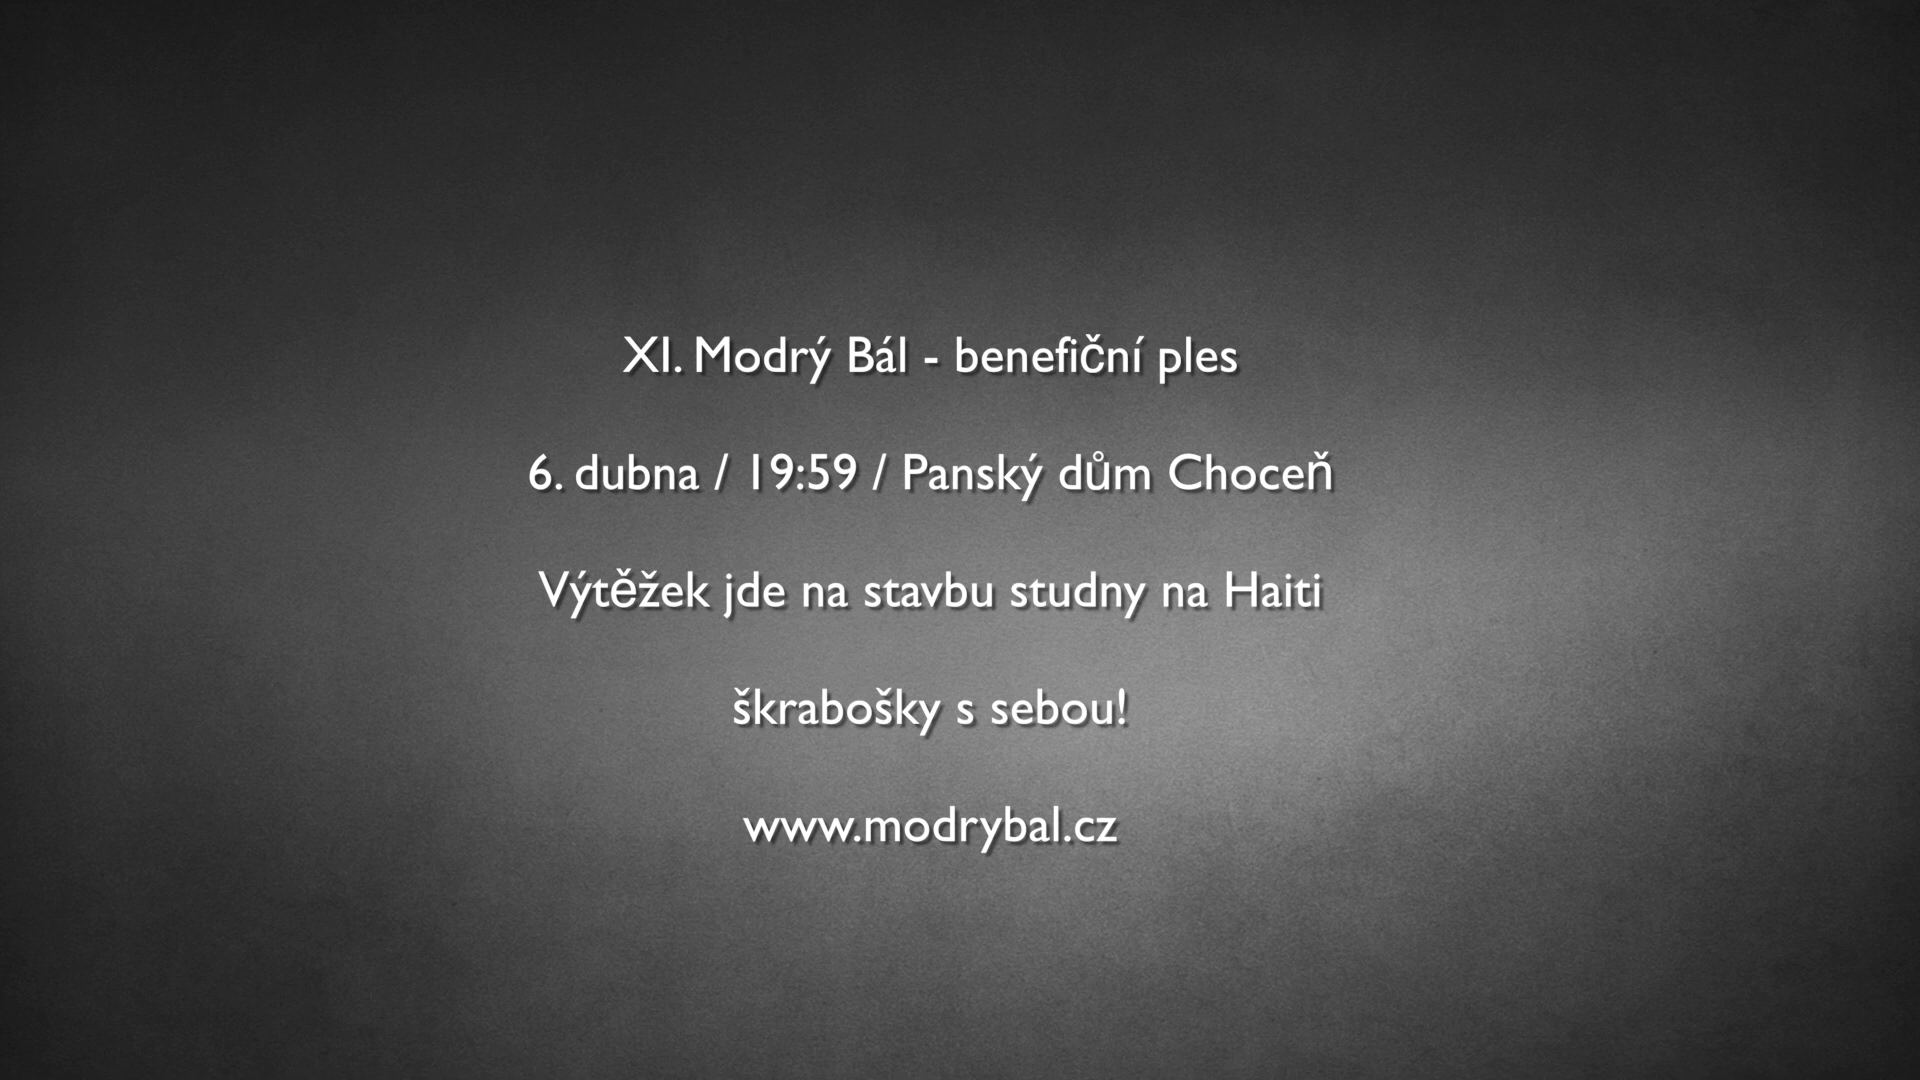 XI. Modrý Bál - benefiční ples
6. dubna / 19:59 / Panský dům Choceň
Výtěžek jde na stavbu studny na Haiti
škrabošky s sebou!
www.modrybal.cz